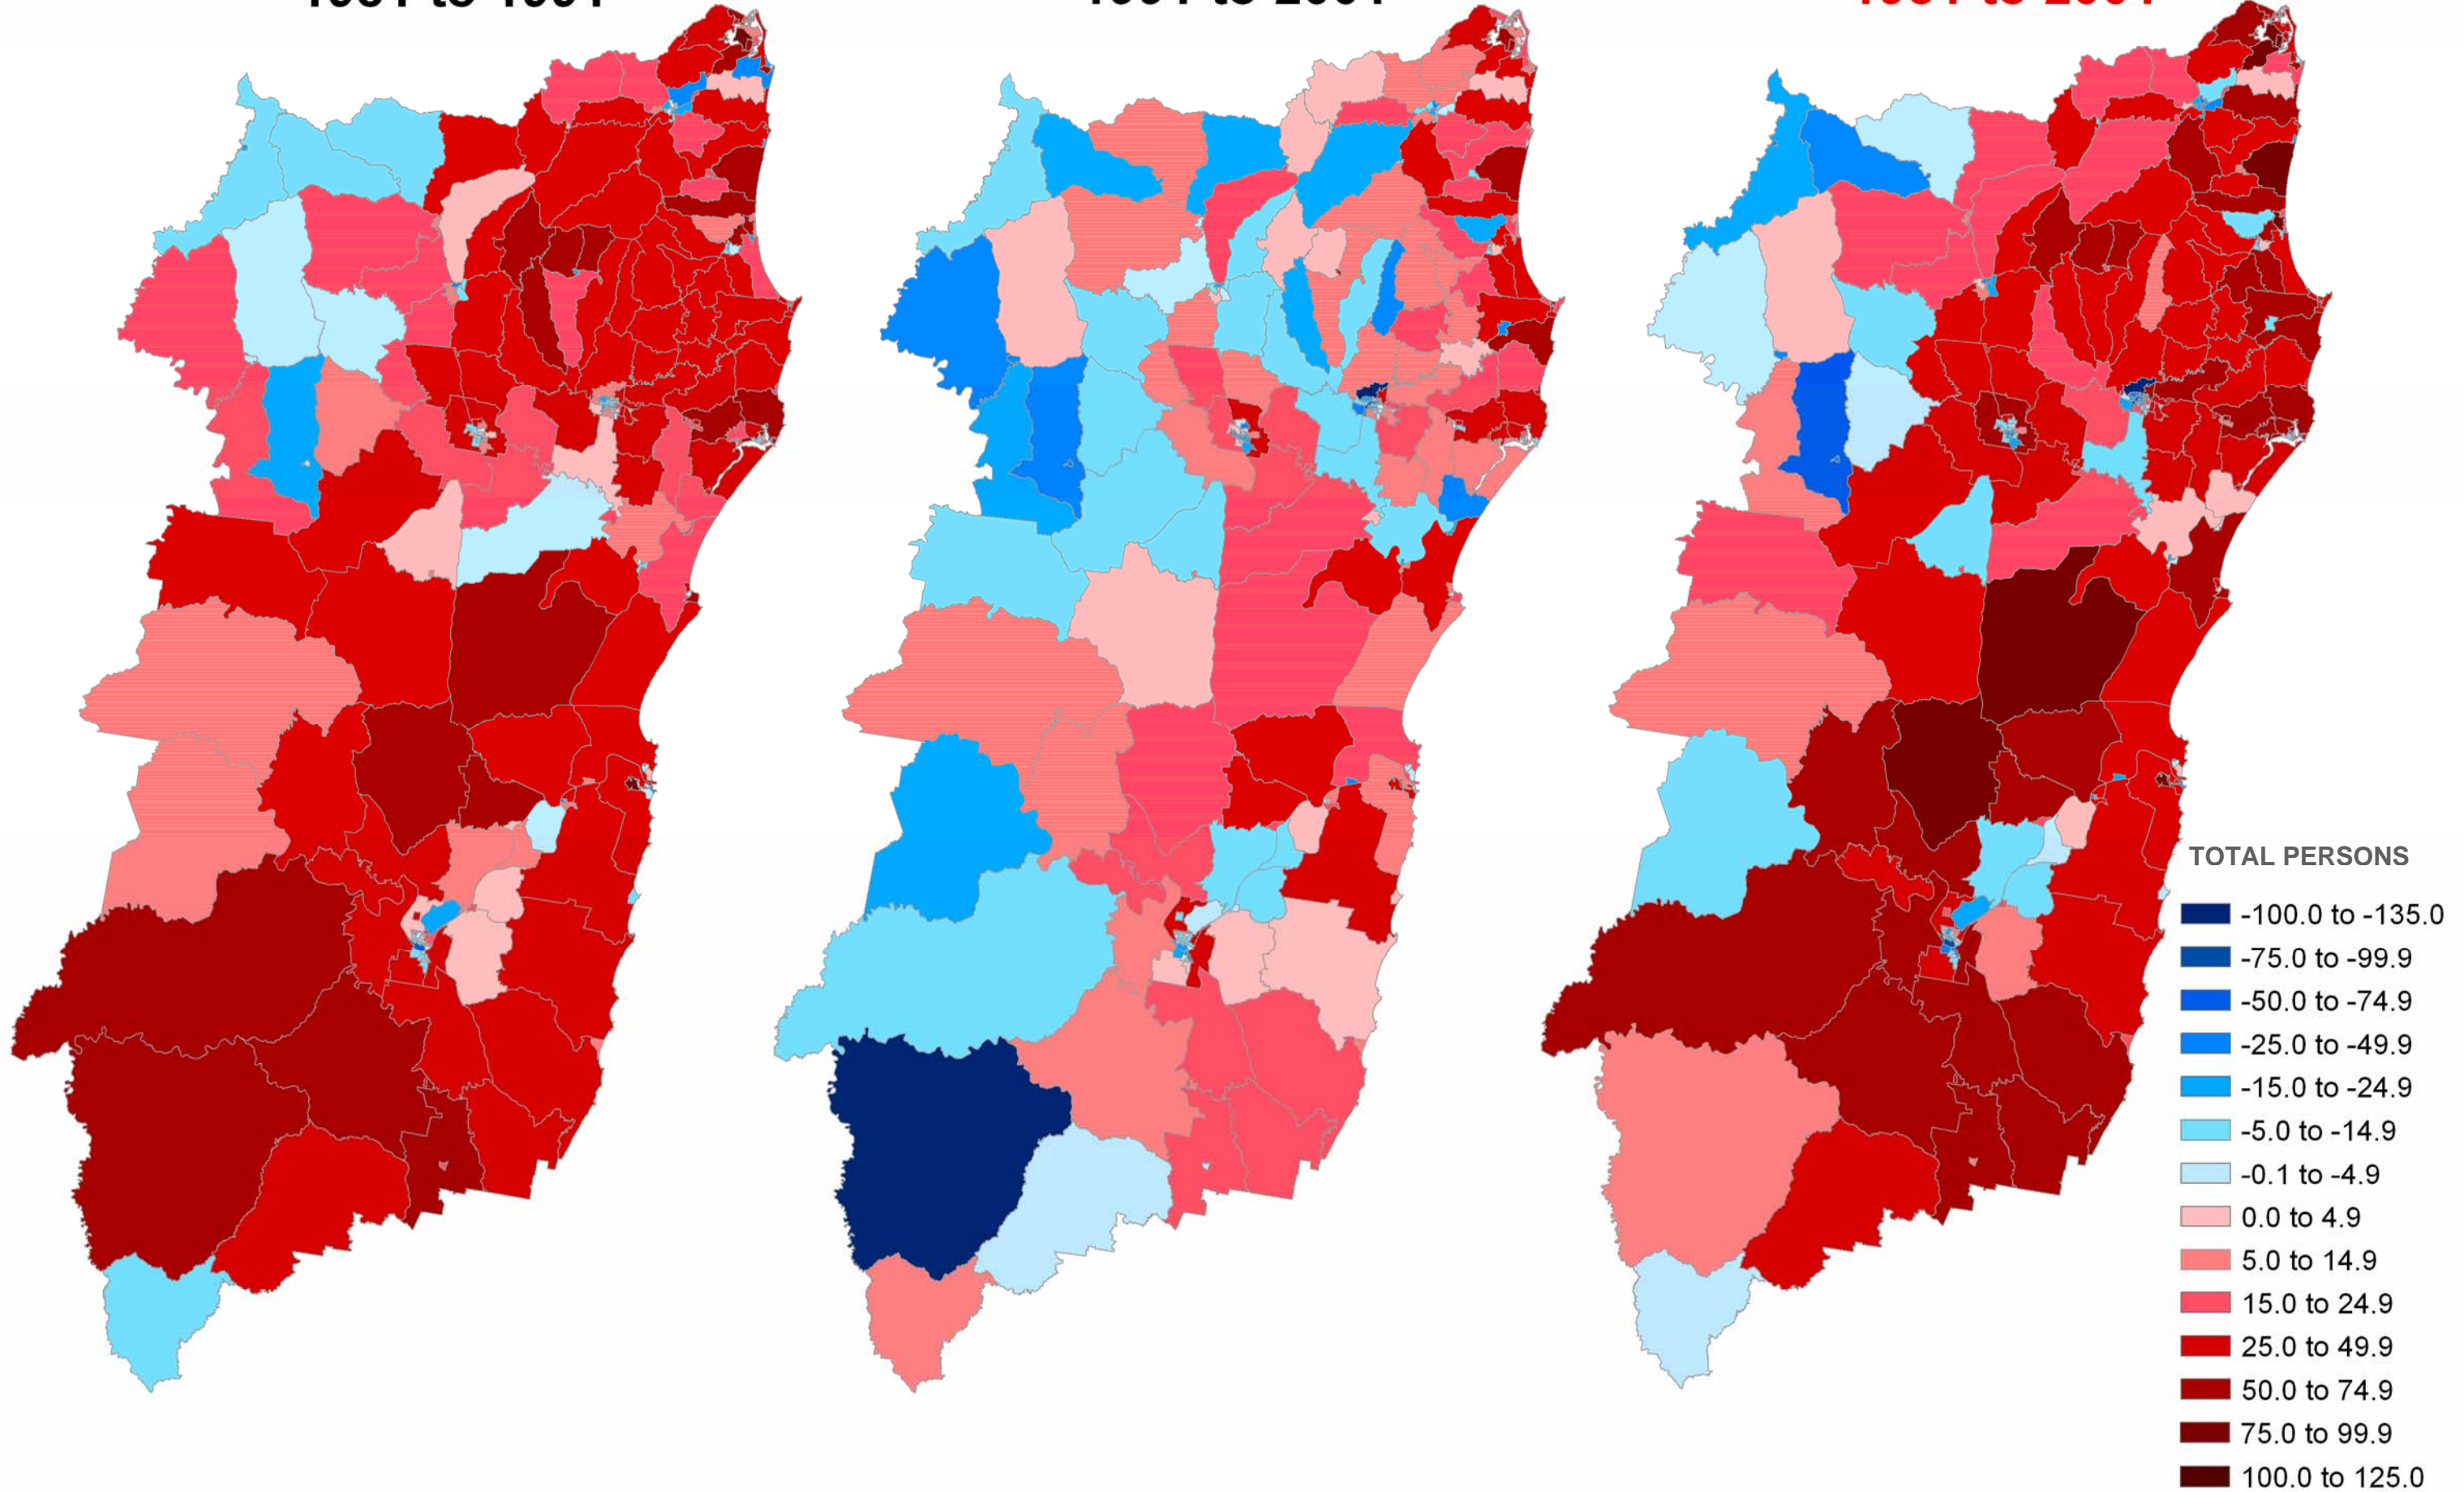 TOTAL PERSONS
-100.0 to -135.0
-75.0 to -99.9
-50.0 to -74.9
-25.0 to -49.9
-15.0 to -24.9
-5.0 to -14.9
-0.1 to -4.9
0.0 to 4.9
5.0 to 14.9
15.0 to 24.9
25.0 to 49.9
50.0 to 74.9
75.0 to 99.9
100.0 to 125.0